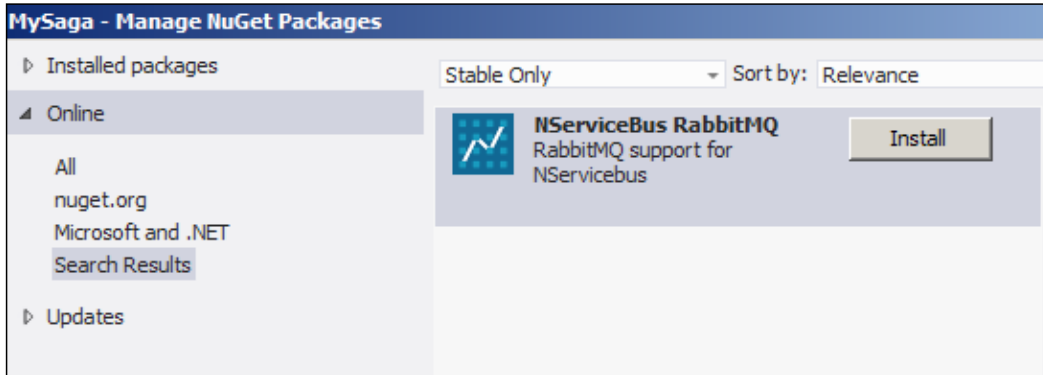 MySaga - Manage NuGet Packages
Installed packages
Online
All
nuget.org
Microsoft and .NET
Search Results
Updates
Stable Only
Sort by: Relevance
NServiceBus RabbitMQ
RabbitMQ support for
NServicebus
Install